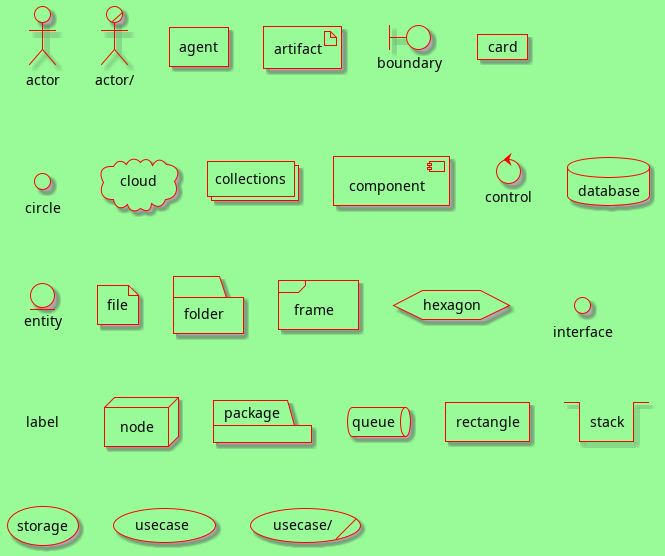 actor
actor/
agent
artifact
boundary
card
circle
cloud
collections
component
control
database
entity
file
folder
frame
hexagon
interface
label
node
package
queue
rectangle
stack
storage
usecase
usecase/